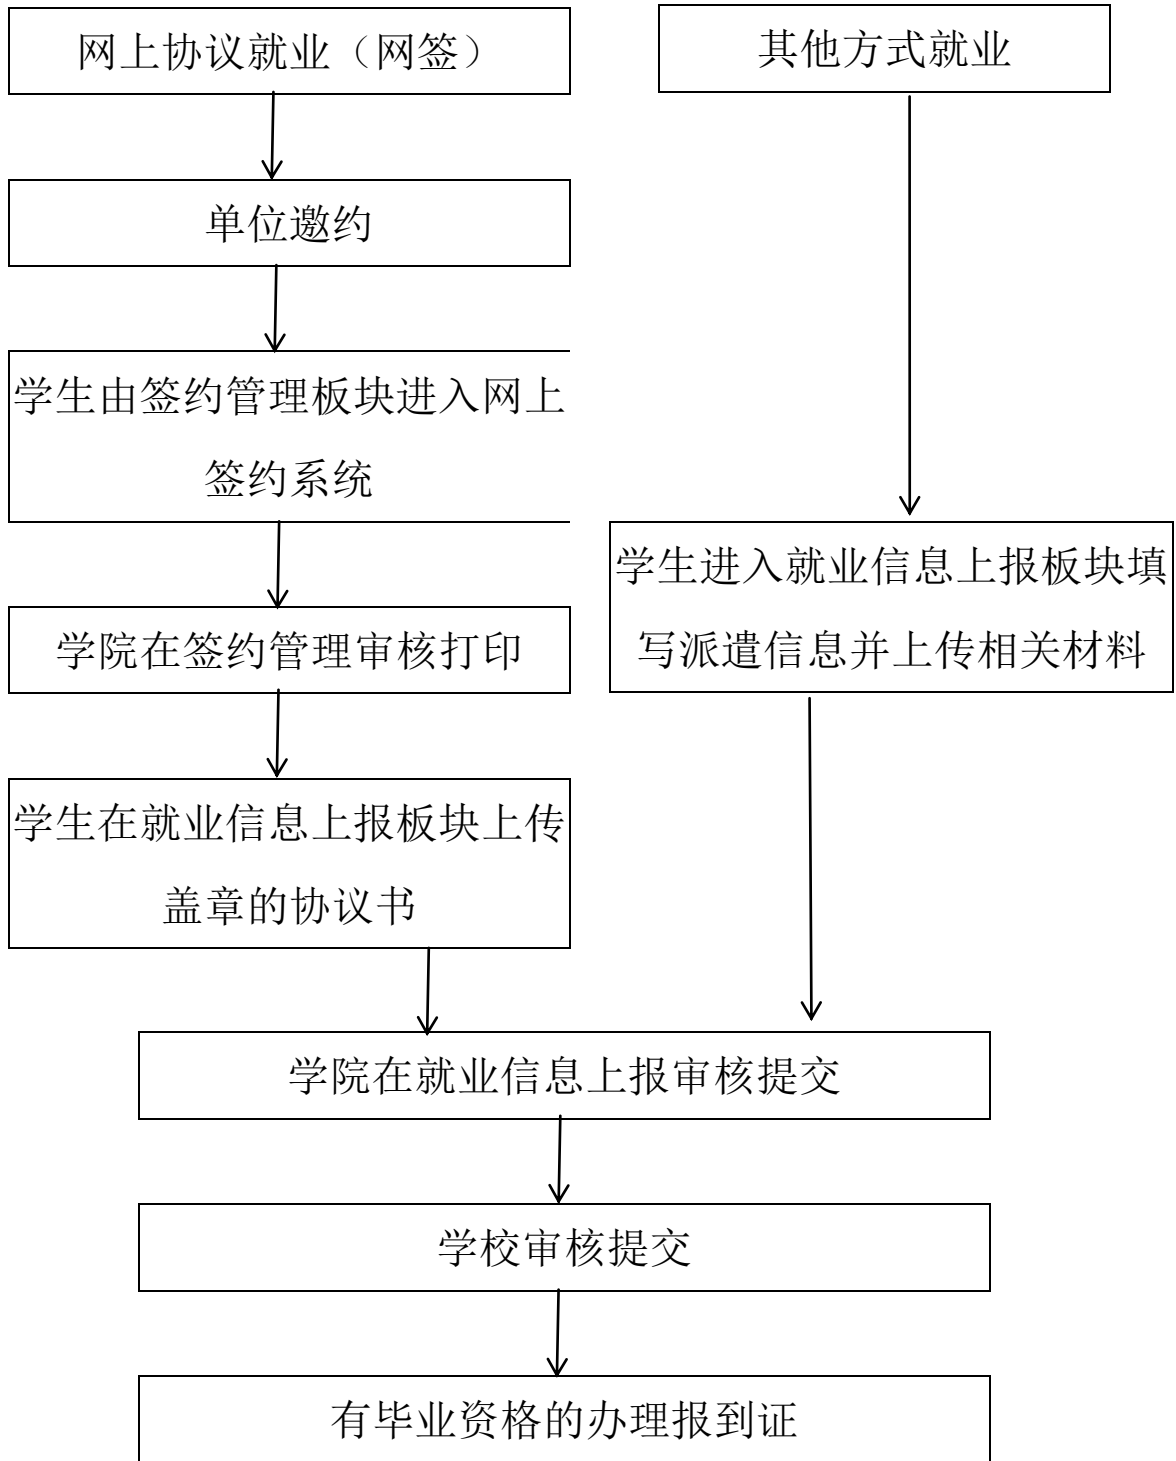 网上协议就业（网签）
其他方式就业
单位邀约
学生由签约管理板块进入网上
签约系统
学生进入就业信息上报板块填
写派遣信息并上传相关材料
学院在签约管理审核打印
学生在就业信息上报板块上传
盖章的协议书
学院在就业信息上报审核提交
学校审核提交
有毕业资格的办理报到证